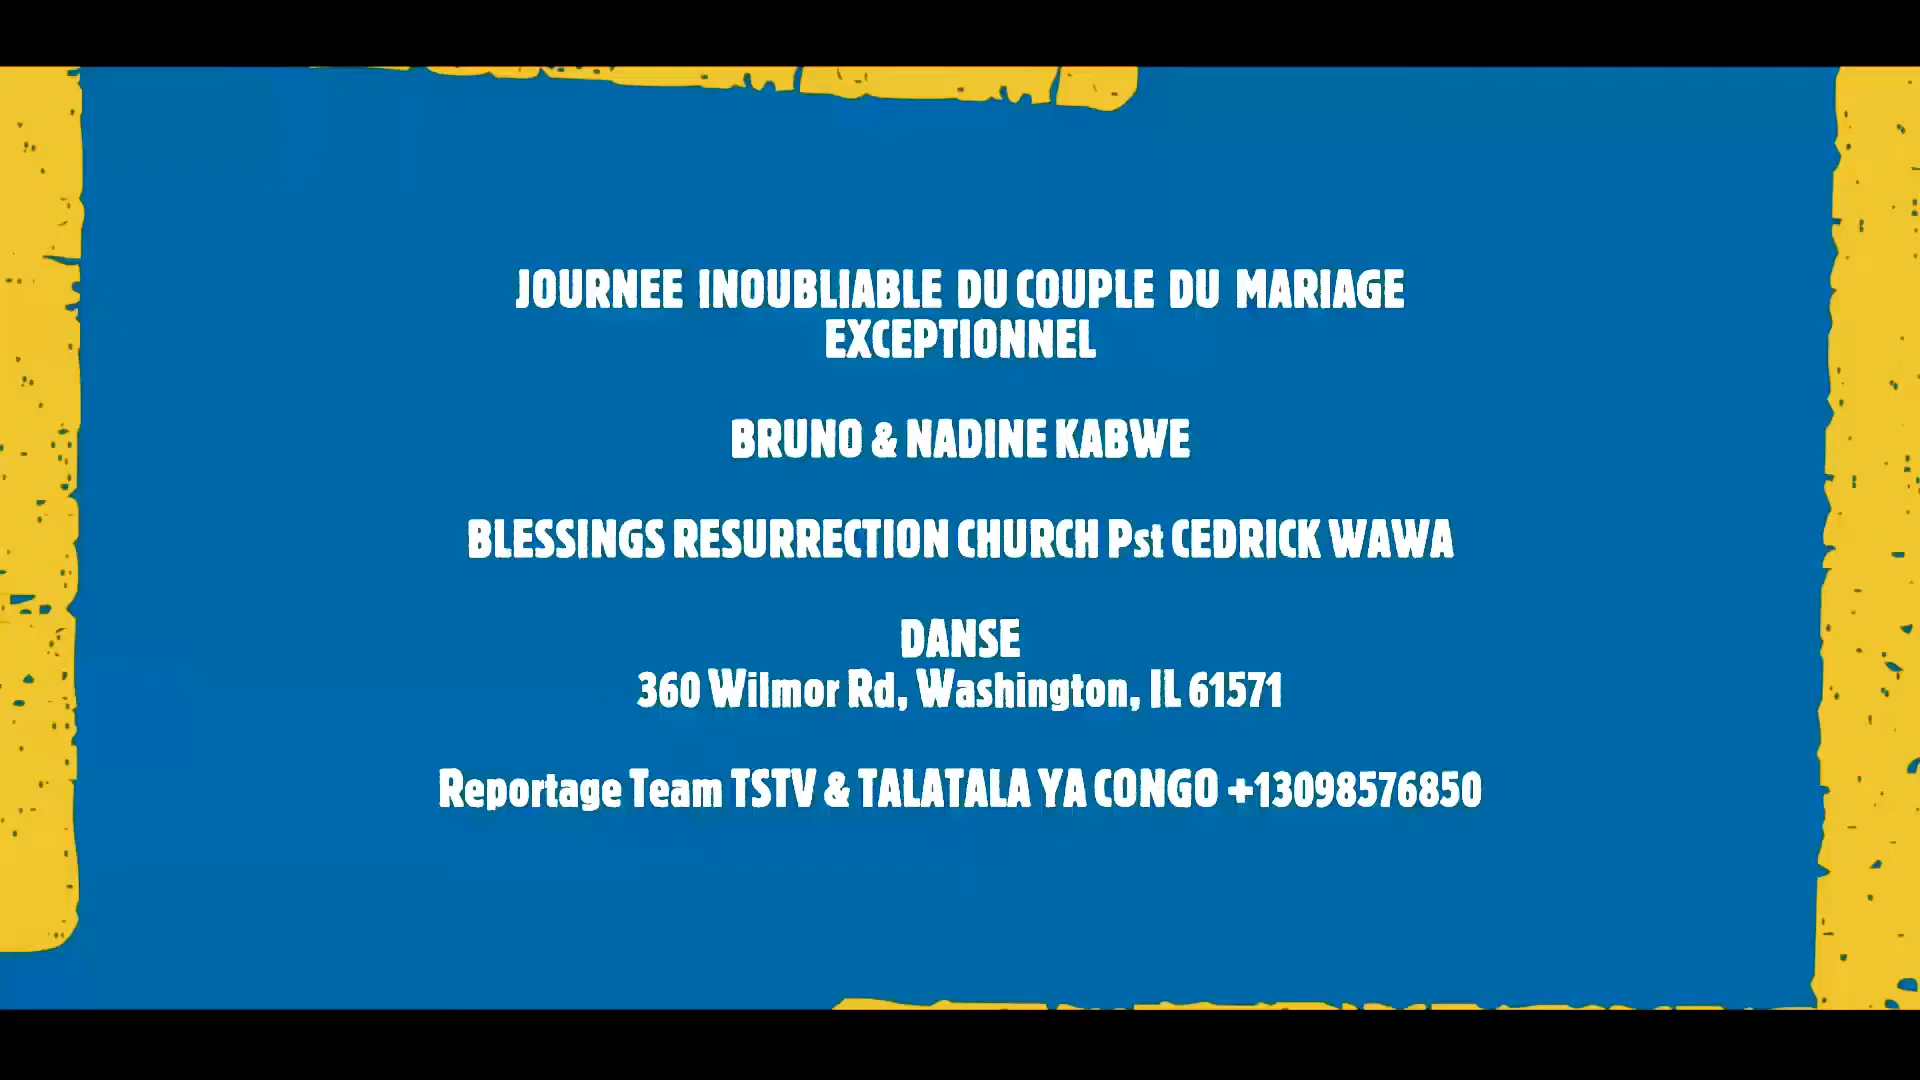 JOURNEE INOUBLIABLE DU COUPLE DU MARIAGE
EXCEPTIONNEL
BRUNO & NADINE KABWE
BLESSINGS RESURRECTION CHURCH Pst CEDRICK WAWA
DANSE
360 Wilmor Rd, Washington, IL 61571
Reportage Team TSTV & TALATALA YA CONGO +13098576850